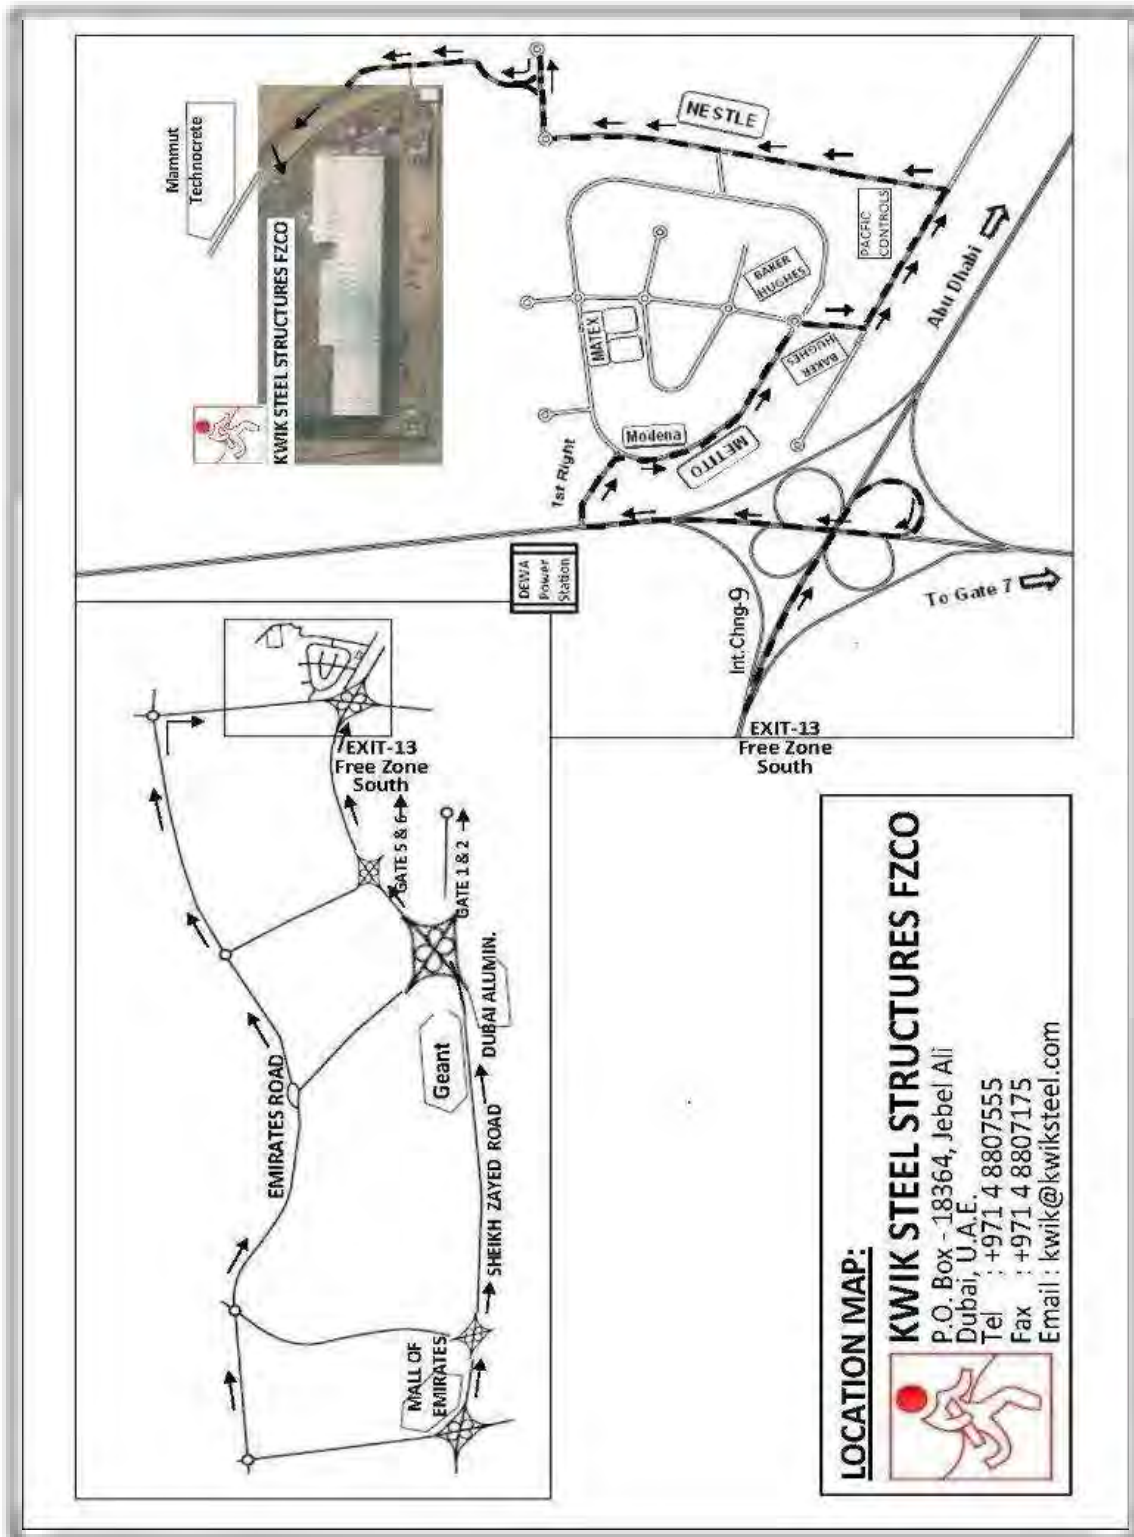 Mammut
Technocrete
KWIK STEEL STRUCTURES FZCO
NESTLE
PACFIC
CONTROLS
BAKER
HUGHES
BAKER
HUGHES
MATEX
Modena
METITO
1st Right
Abu Dhabi
DEWA
Power
Station
Int.Chng-9
To Gate 7
EXIT-13
Free Zone
South
EXIT-13
Free Zone
South
GATE 5 & 6
GATE 1 & 2
DUBAI ALUMIN.
Geant
EMIRATES ROAD
SHEIKH ZAYED ROAD
MALL OF
EMIRATES
LOCATION MAP:
KWIK STEEL STRUCTURES FZCO
P.O. Box - 18364, Jebel Ali
Dubai, U.A.E.
Tel : +971 4 8807555
Fax : +971 4 8807175
Email : kwik@kwiksteel.com